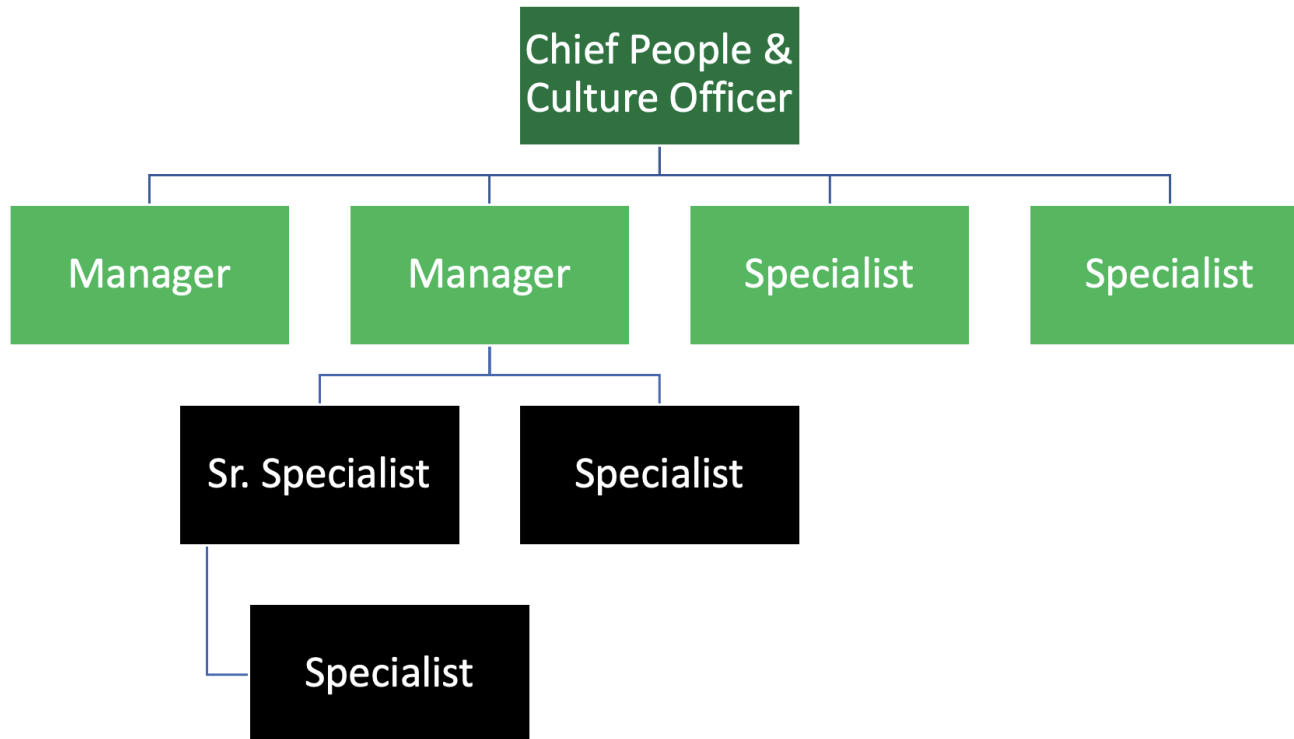 Chief People &
Culture Officer
Manager
Manager
Specialist
Specialist
Sr. Specialist
Specialist
Specialist